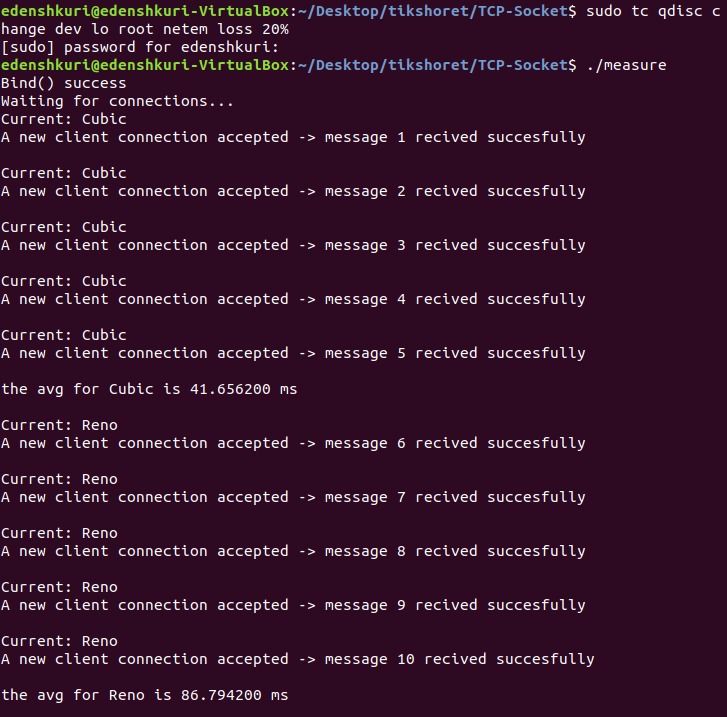 edenshkuri@edenshkuri-VirtualBox:~/Desktop/tikshoret/TCP-Socket$ sudo tc qdisc c
hange dev lo root netem loss 20%
[sudo] password for edenshkuri:
edenshkuri@edenshkuri-VirtualBox:~/Desktop/tikshoret/TCP-Socket$ ./measure
Bind() success
Waiting for connections...
Current: Cubic
A new client connection accepted -> message 1 recived succesfully
Current: Cubic
A new client connection accepted -> message 2 recived succesfully
Current: Cubic
A new client connection accepted -> message 3 recived succesfully
Current: Cubic
A new client connection accepted -> message 4 recived succesfully
Current: Cubic
A new client connection accepted -> message 5 recived succesfully
the avg for Cubic is 41.656200 ms
Current: Reno
A new client connection accepted -> message 6 recived succesfully
Current: Reno
A new client connection accepted -> message 7 recived succesfully
Current: Reno
A new client connection accepted -> message 8 recived succesfully
Current: Reno
A new client connection accepted -> message 9 recived succesfully
Current: Reno
A new client connection accepted -> message 10 recived succesfully
the avg for Reno is 86.794200 ms